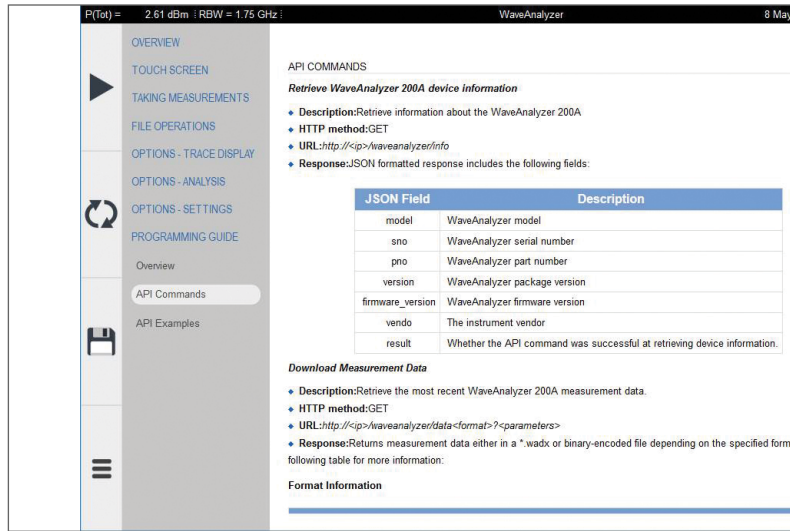 P(Tot) = 2.61 dBm RBW = 1.75 GHz WaveAnalyzer 8 May
OVERVIEW
TOUCH SCREEN
TAKING MEASUREMENTS
FILE OPERATIONS
OPTIONS - TRACE DISPLAY
OPTIONS - ANALYSIS
OPTIONS - SETTINGS
PROGRAMMING GUIDE
Overview
API Commands
API Examples
API COMMANDS
Retrieve WaveAnalyzer 200A device information
Description:Retrieve information about the WaveAnalyzer 200A
HTTP method:GET
URL:http://<ip>/waveanalyzer/info
Response:JSON formatted response includes the following fields:
JSON Field Description
model WaveAnalyzer model
sno WaveAnalyzer serial number
pno WaveAnalyzer part number
version WaveAnalyzer package version
firmware_version WaveAnalyzer firmware version
vendo The instrument vendor
result Whether the API command was successful at retrieving device information.
Download Measurement Data
Description:Retrieve the most recent WaveAnalyzer 200A measurement data.
HTTP method:GET
URL:http://<ip>/waveanalyzer/data<format>?<parameters>
Response:Returns measurement data either in a *.wadx or binary-encoded file depending on the specified form
following table for more information:
Format Information